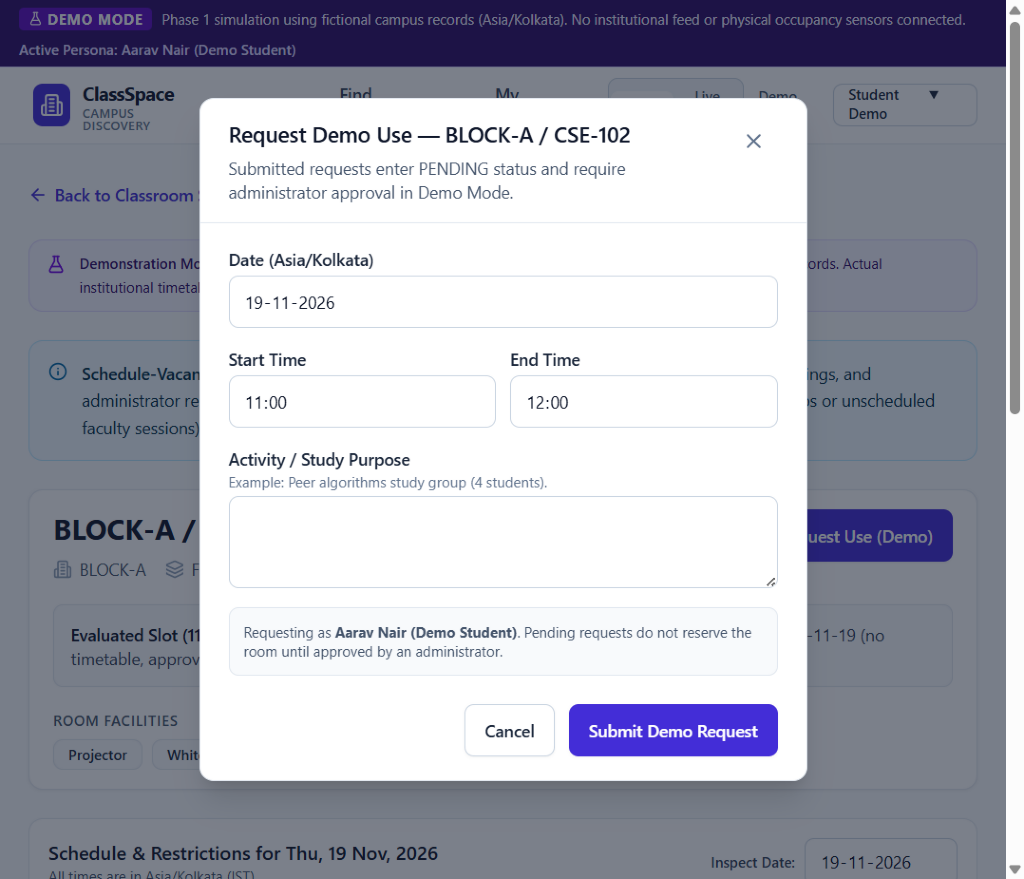 DEMO MODE Phase 1 simulation using fictional campus records (Asia/Kolkata). No institutional feed or physical occupancy sensors connected.
Active Persona: Aarav Nair (Demo Student)
ClassSpace
CAMPUS
DISCOVERY
Find
My
Live
Demo
Student
Demo
Back to Classroom
Demonstration
ords. Actual
institutional
Schedule-Vacan
ings, and
administrator re
s or unscheduled
faculty sessions)
BLOCK-A /
uest Use (Demo)
BLOCK-A
F
Evaluated Slot (11
-11-19 (no
timetable, approv
ROOM FACILITIES
Projector
Whit
Request Demo Use — BLOCK-A / CSE-102
Submitted requests enter PENDING status and require
administrator approval in Demo Mode.
Date (Asia/Kolkata)
19-11-2026
Start Time End Time
11:00 12:00
Activity / Study Purpose
Example: Peer algorithms study group (4 students).
Requesting as Aarav Nair (Demo Student). Pending requests do not reserve the
room until approved by an administrator.
Cancel Submit Demo Request
Schedule & Restrictions for Thu, 19 Nov, 2026
Inspect Date: 19-11-2026
All times are in Asia/Kolkata (IST)